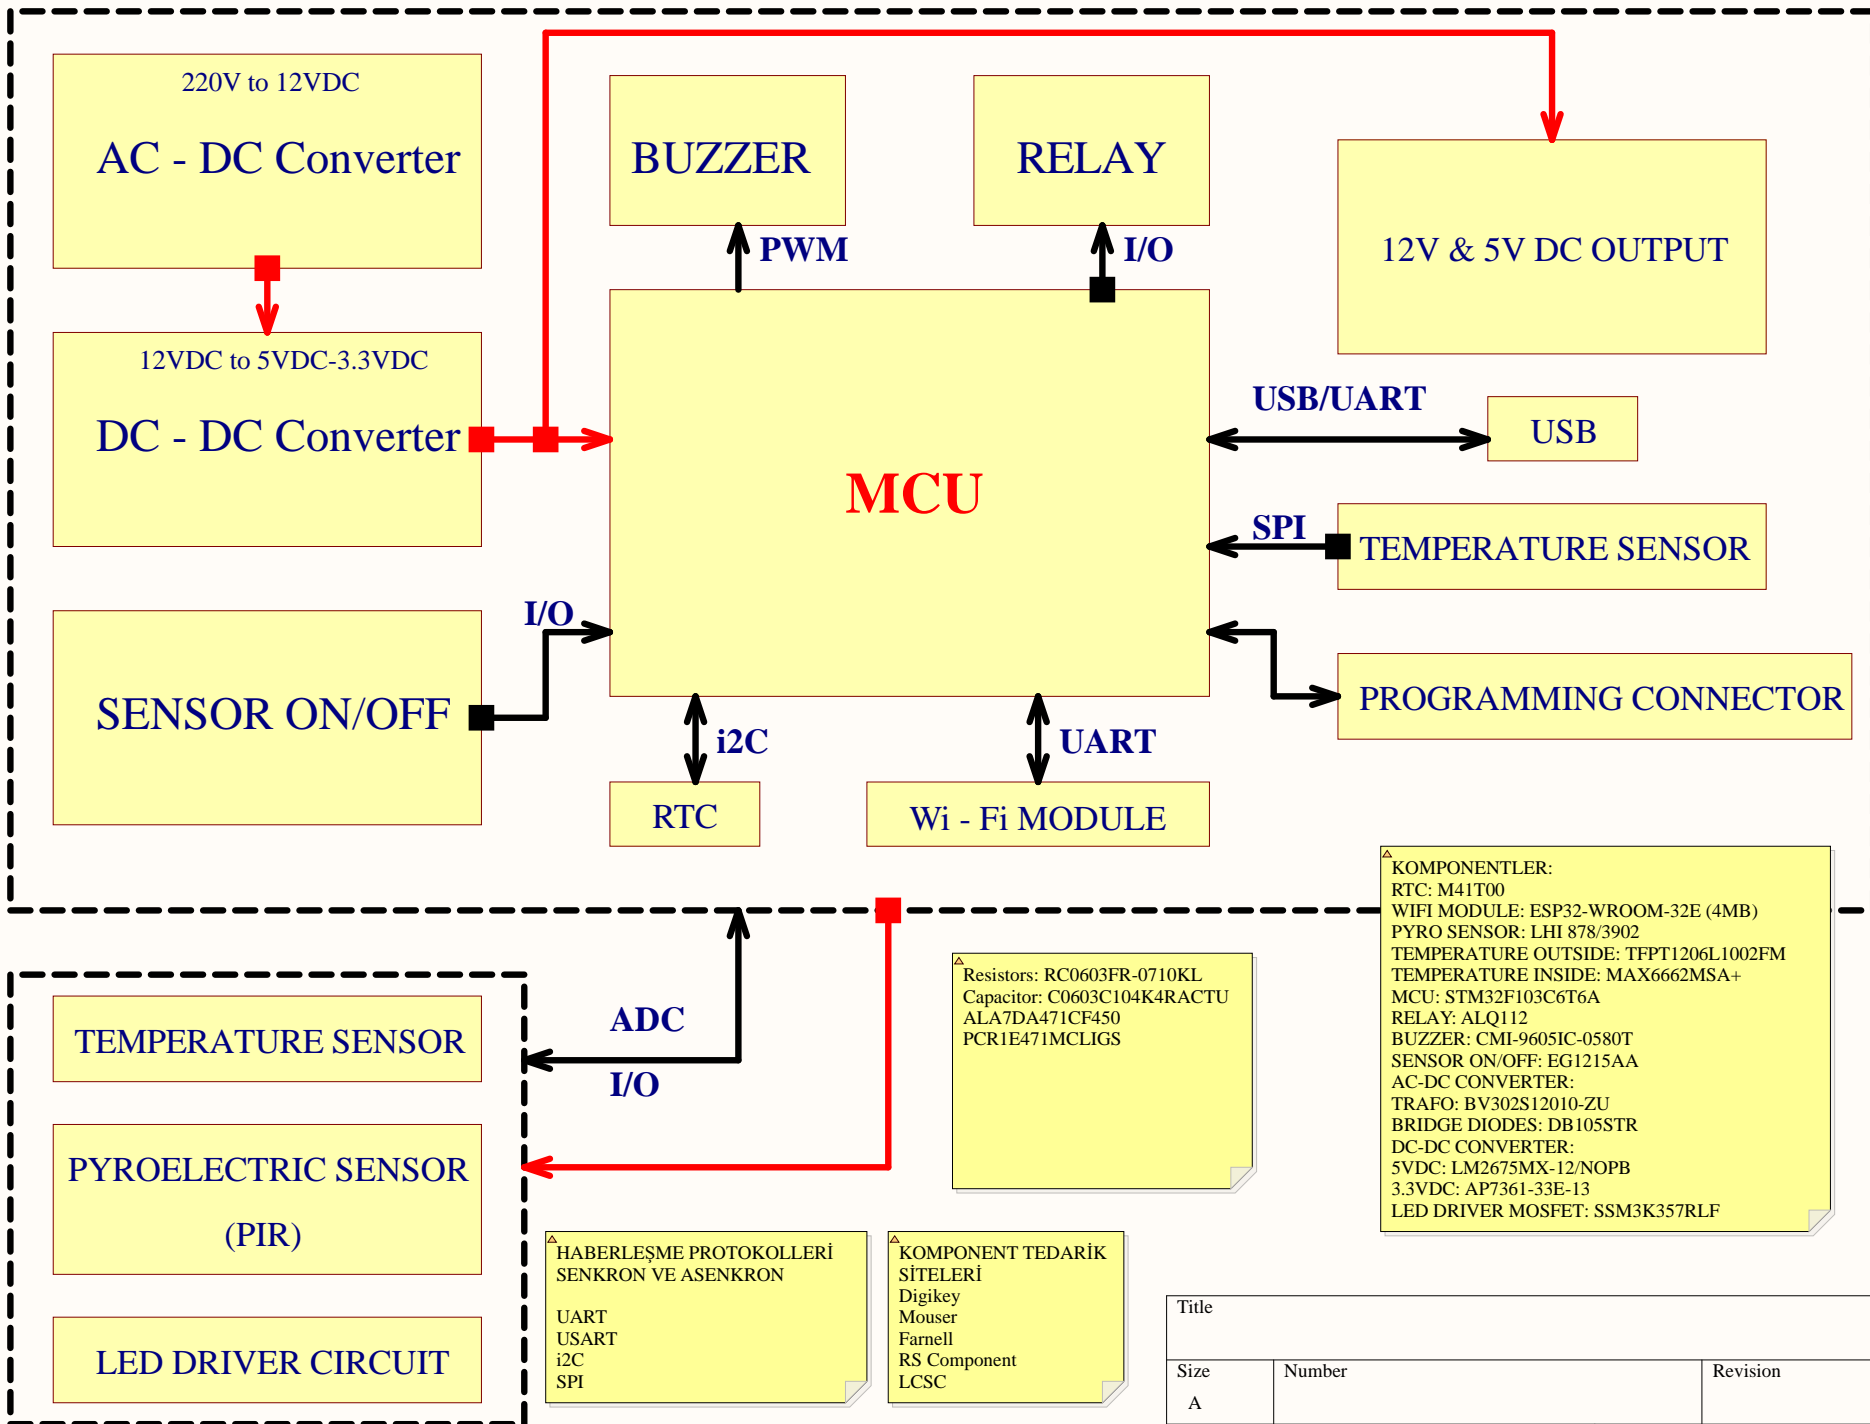 220V to 12VDC
AC - DC Converter
BUZZER
RELAY
12V & 5V DC OUTPUT
PWM
I/O
12VDC to 5VDC-3.3VDC
DC - DC Converter
MCU
USB/UART
USB
SPI
TEMPERATURE SENSOR
I/O
SENSOR ON/OFF
PROGRAMMING CONNECTOR
i2C
UART
RTC
Wi - Fi MODULE
KOMPONENTLER:
RTC: M41T00
WIFI MODULE: ESP32-WROOM-32E (4MB)
PYRO SENSOR: LHI 878/3902
TEMPERATURE OUTSIDE: TFPT1206L1002FM
TEMPERATURE INSIDE: MAX6662MSA+
MCU: STM32F103C6T6A
RELAY: ALQ112
BUZZER: CMI-9605IC-0580T
SENSOR ON/OFF: EG1215AA
AC-DC CONVERTER:
TRAFO: BV302S12010-ZU
BRIDGE DIODES: DB105STR
DC-DC CONVERTER:
5VDC: LM2675MX-12/NOPB
3.3VDC: AP7361-33E-13
LED DRIVER MOSFET: SSM3K357RLF
Resistors: RC0603FR-0710KL
Capacitor: C0603C104K4RACTU
ALA7DA471CF450
PCR1E471MCLIGS
TEMPERATURE SENSOR
ADC
I/O
PYROELECTRIC SENSOR
(PIR)
LED DRIVER CIRCUIT
HABERLEŞME PROTOKOLLERİ
SENKRON VE ASENKRON
UART
USART
i2C
SPI
KOMPONENT TEDARİK
SİTELERİ
Digikey
Mouser
Farnell
RS Component
LCSC
Title
Size
Number
Revision
A